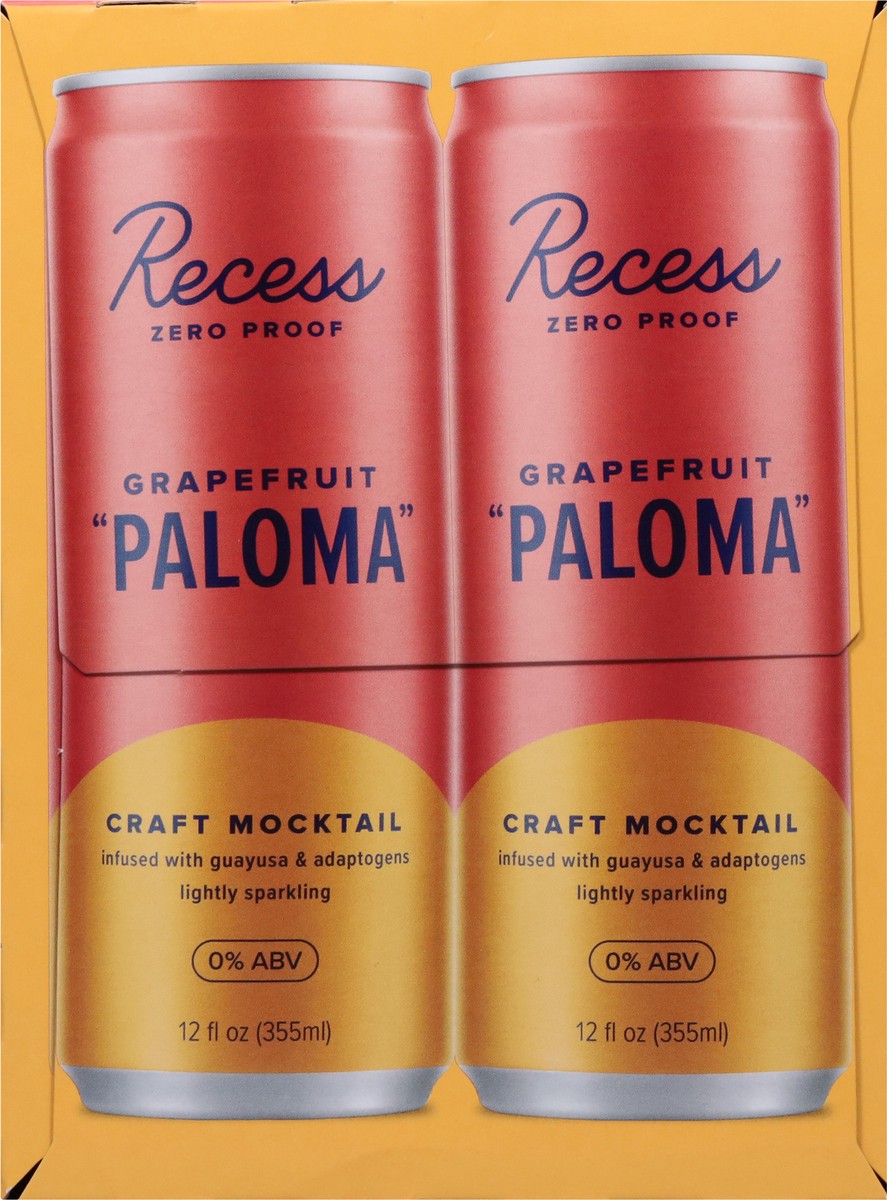 Recess
ZERO PROOF
GRAPEFRUIT
“PALOMA”
CRAFT MOCKTAIL
infused with guayusa & adaptogens
lightly sparkling
0% ABV
12 fl oz (355ml)
Recess
ZERO PROOF
GRAPEFRUIT
“PALOMA”
CRAFT MOCKTAIL
infused with guayusa & adaptogens
lightly sparkling
0% ABV
12 fl oz (355ml)